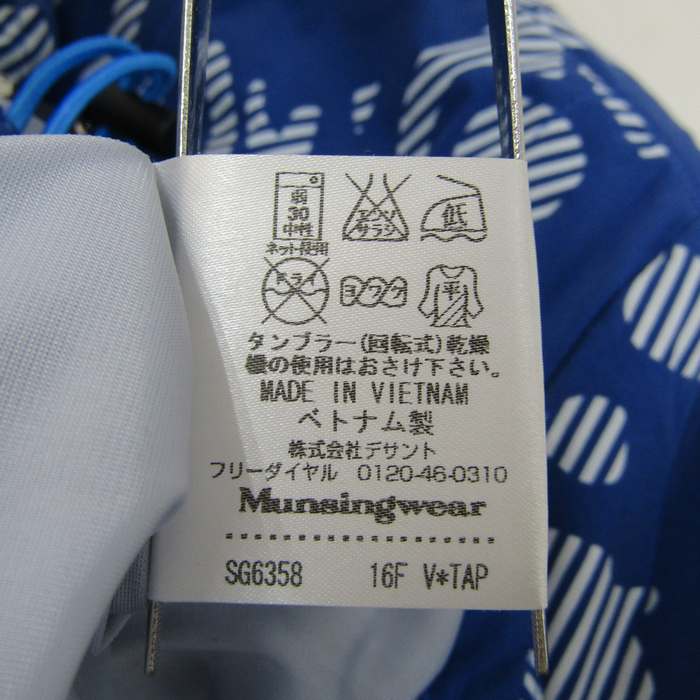 弱
30
中性
ネット使用
エンソ
サラシ
低
ドライ
ヨワク
平
タンブラー(回転式)乾燥
機の使用はおさけ下さい。
MADE IN VIETNAM
ベトナム製
株式会社デサント
フリーダイヤル 0120-46-0310
Munsingwear
SG6358 16F V*TAP